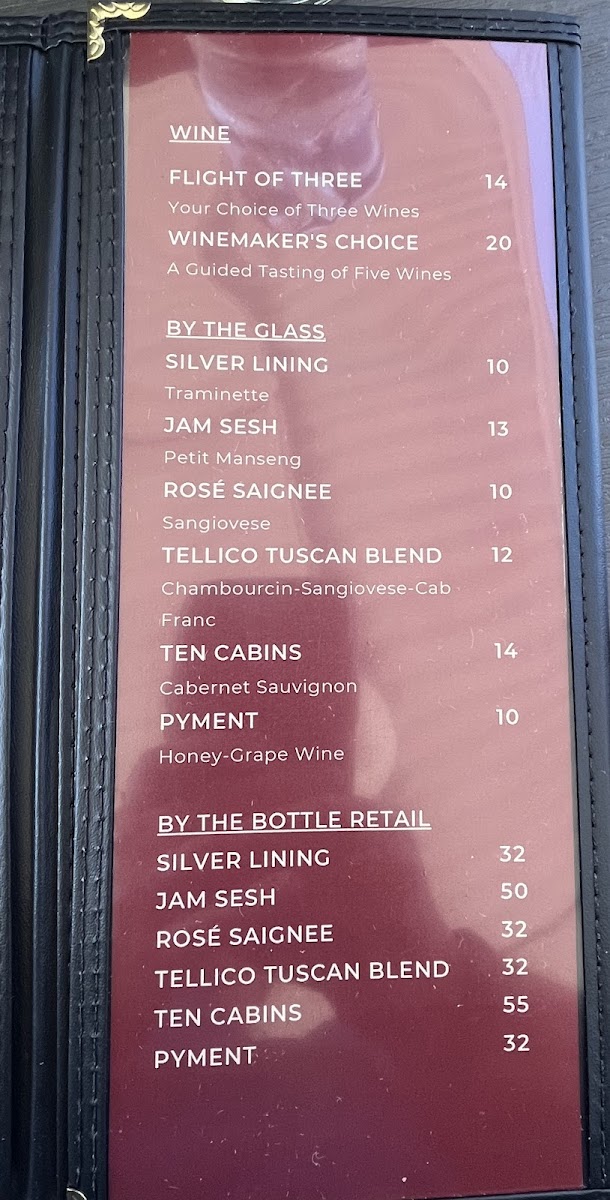 WINE
FLIGHT OF THREE 14
Your Choice of Three Wines
WINEMAKER'S CHOICE 20
A Guided Tasting of Five Wines
BY THE GLASS
SILVER LINING 10
Traminette
JAM SESH 13
Petit Manseng
ROSÉ SAIGNEE 10
Sangiovese
TELLICO TUSCAN BLEND 12
Chambourcin-Sangiovese-Cab
Franc
TEN CABINS 14
Cabernet Sauvignon
PYMENT 10
Honey-Grape Wine
BY THE BOTTLE RETAIL
SILVER LINING 32
JAM SESH 50
ROSÉ SAIGNEE 32
TELLICO TUSCAN BLEND 32
TEN CABINS 55
PYMENT 32